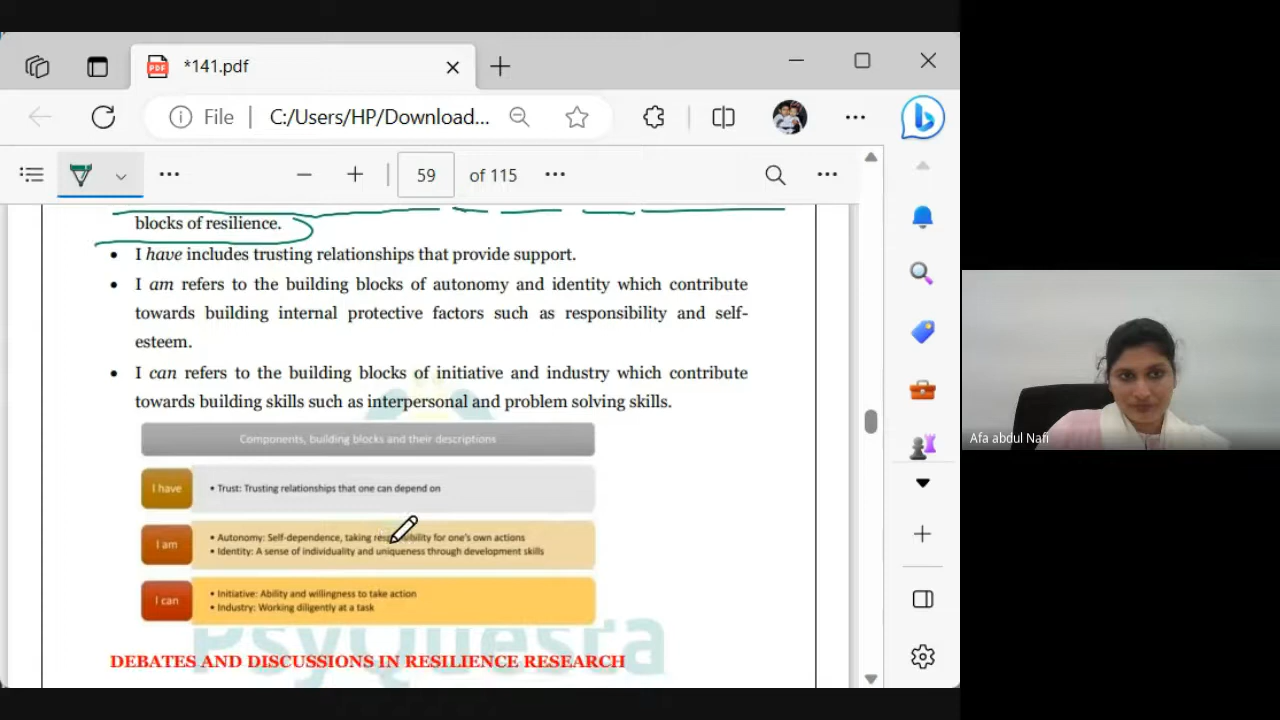 *141.pdf
File
C:/Users/HP/Download...
59 of 115
blocks of resilience.
• I have includes trusting relationships that provide support.
• I am refers to the building blocks of autonomy and identity which contribute
towards building internal protective factors such as responsibility and self-
esteem.
• I can refers to the building blocks of initiative and industry which contribute
towards building skills such as interpersonal and problem solving skills.
Components, building blocks and their descriptions
I have
• Trust: Trusting relationships that one can depend on
I am
• Autonomy: Self-dependence, taking responsibility for one's own actions
• Identity: A sense of individuality and uniqueness through development skills
I can
• Initiative: Ability and willingness to take action
• Industry: Working diligently at a task
PsyQuesta
DEBATES AND DISCUSSIONS IN RESILIENCE RESEARCH
Afa abdul Nafi